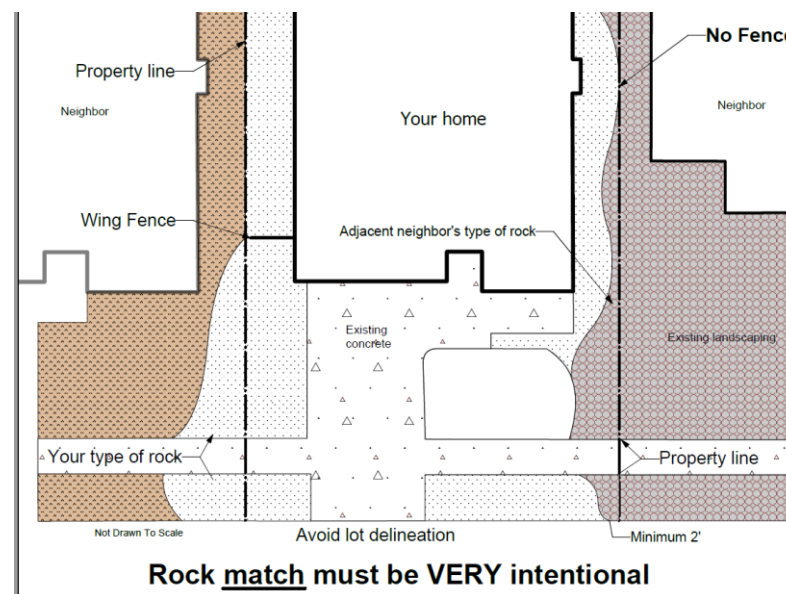 No Fence
Property line
Neighbor
Neighbor
Your home
Wing Fence
Adjacent neighbor's type of rock
Existing
concrete
Existing landscaping
Your type of rock
Property line
Not Drawn To Scale
Avoid lot delineation
Minimum 2'
Rock match must be VERY intentional